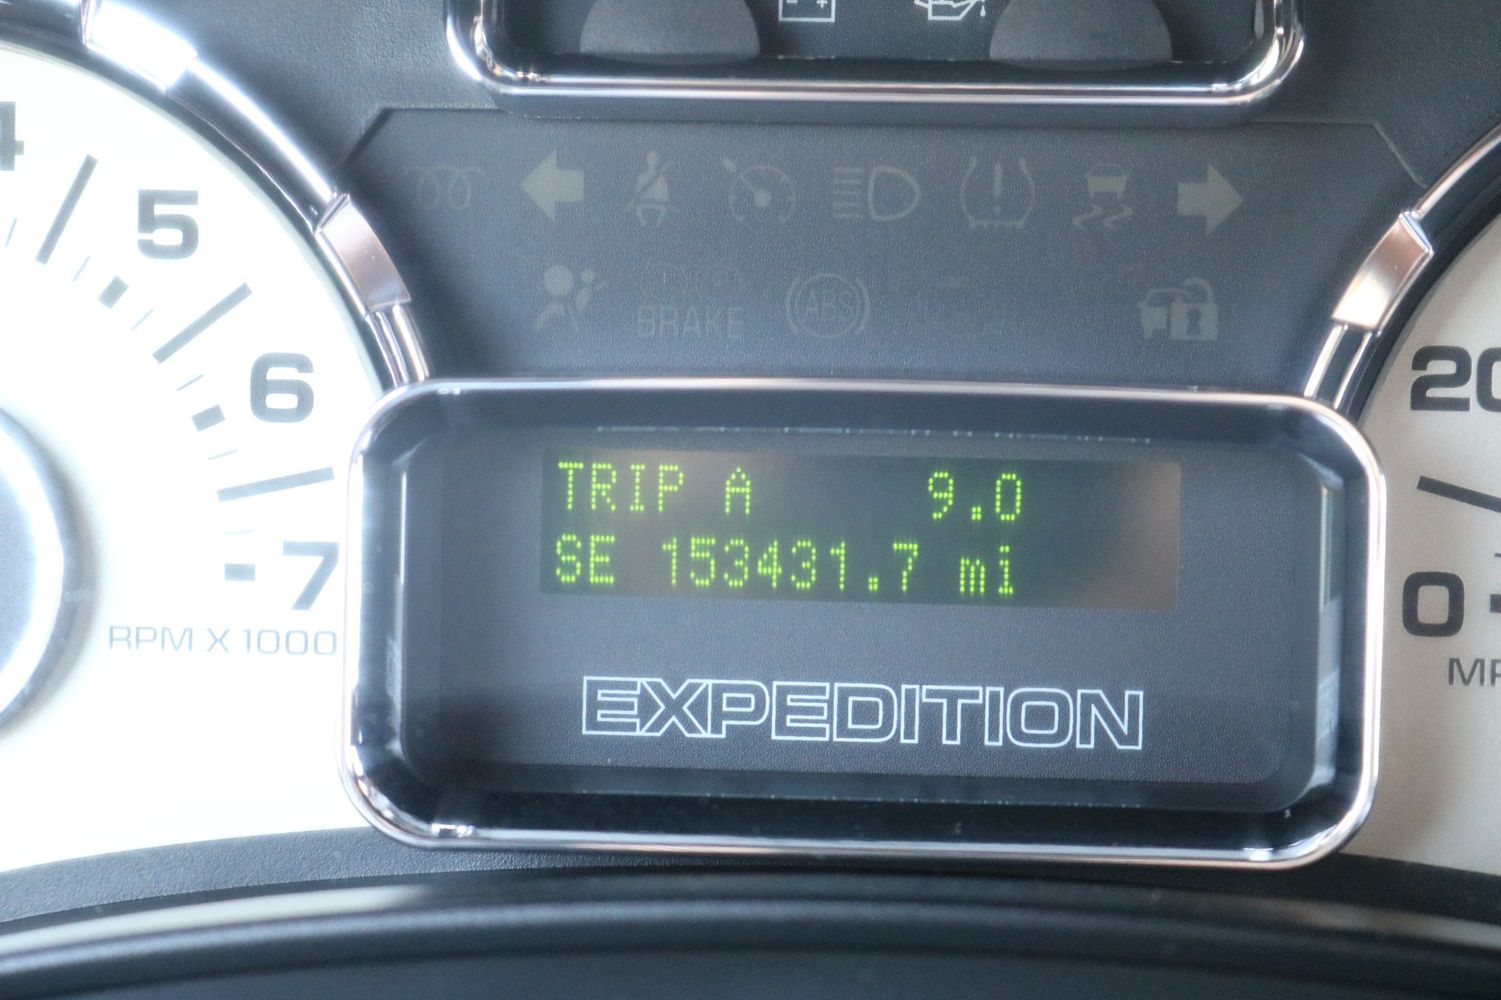 4
5
6
7
RPM X 1000
BRAKE
ABS
TRIP A 9.0
SE 153431.7 mi
EXPEDITION
20
0